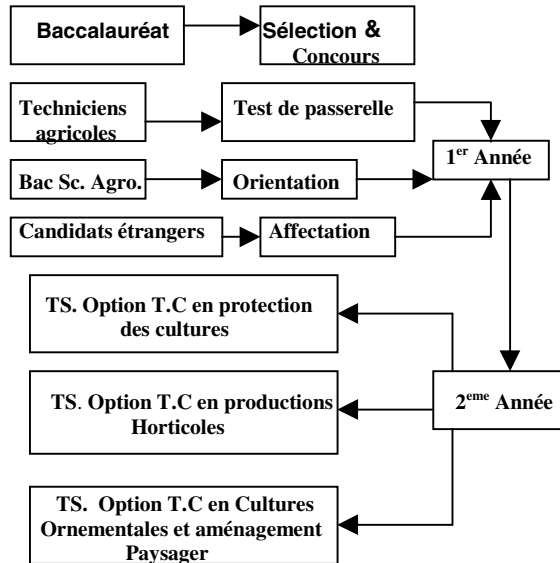 Baccalauréat
Sélection &
Concours
Techniciens
agricoles
Test de passerelle
1er Année
Bac Sc. Agro.
Orientation
Candidats étrangers
Affectation
TS. Option T.C en protection
des cultures
TS. Option T.C en productions
Horticoles
2eme Année
TS. Option T.C en Cultures
Ornementales et aménagement
Paysager